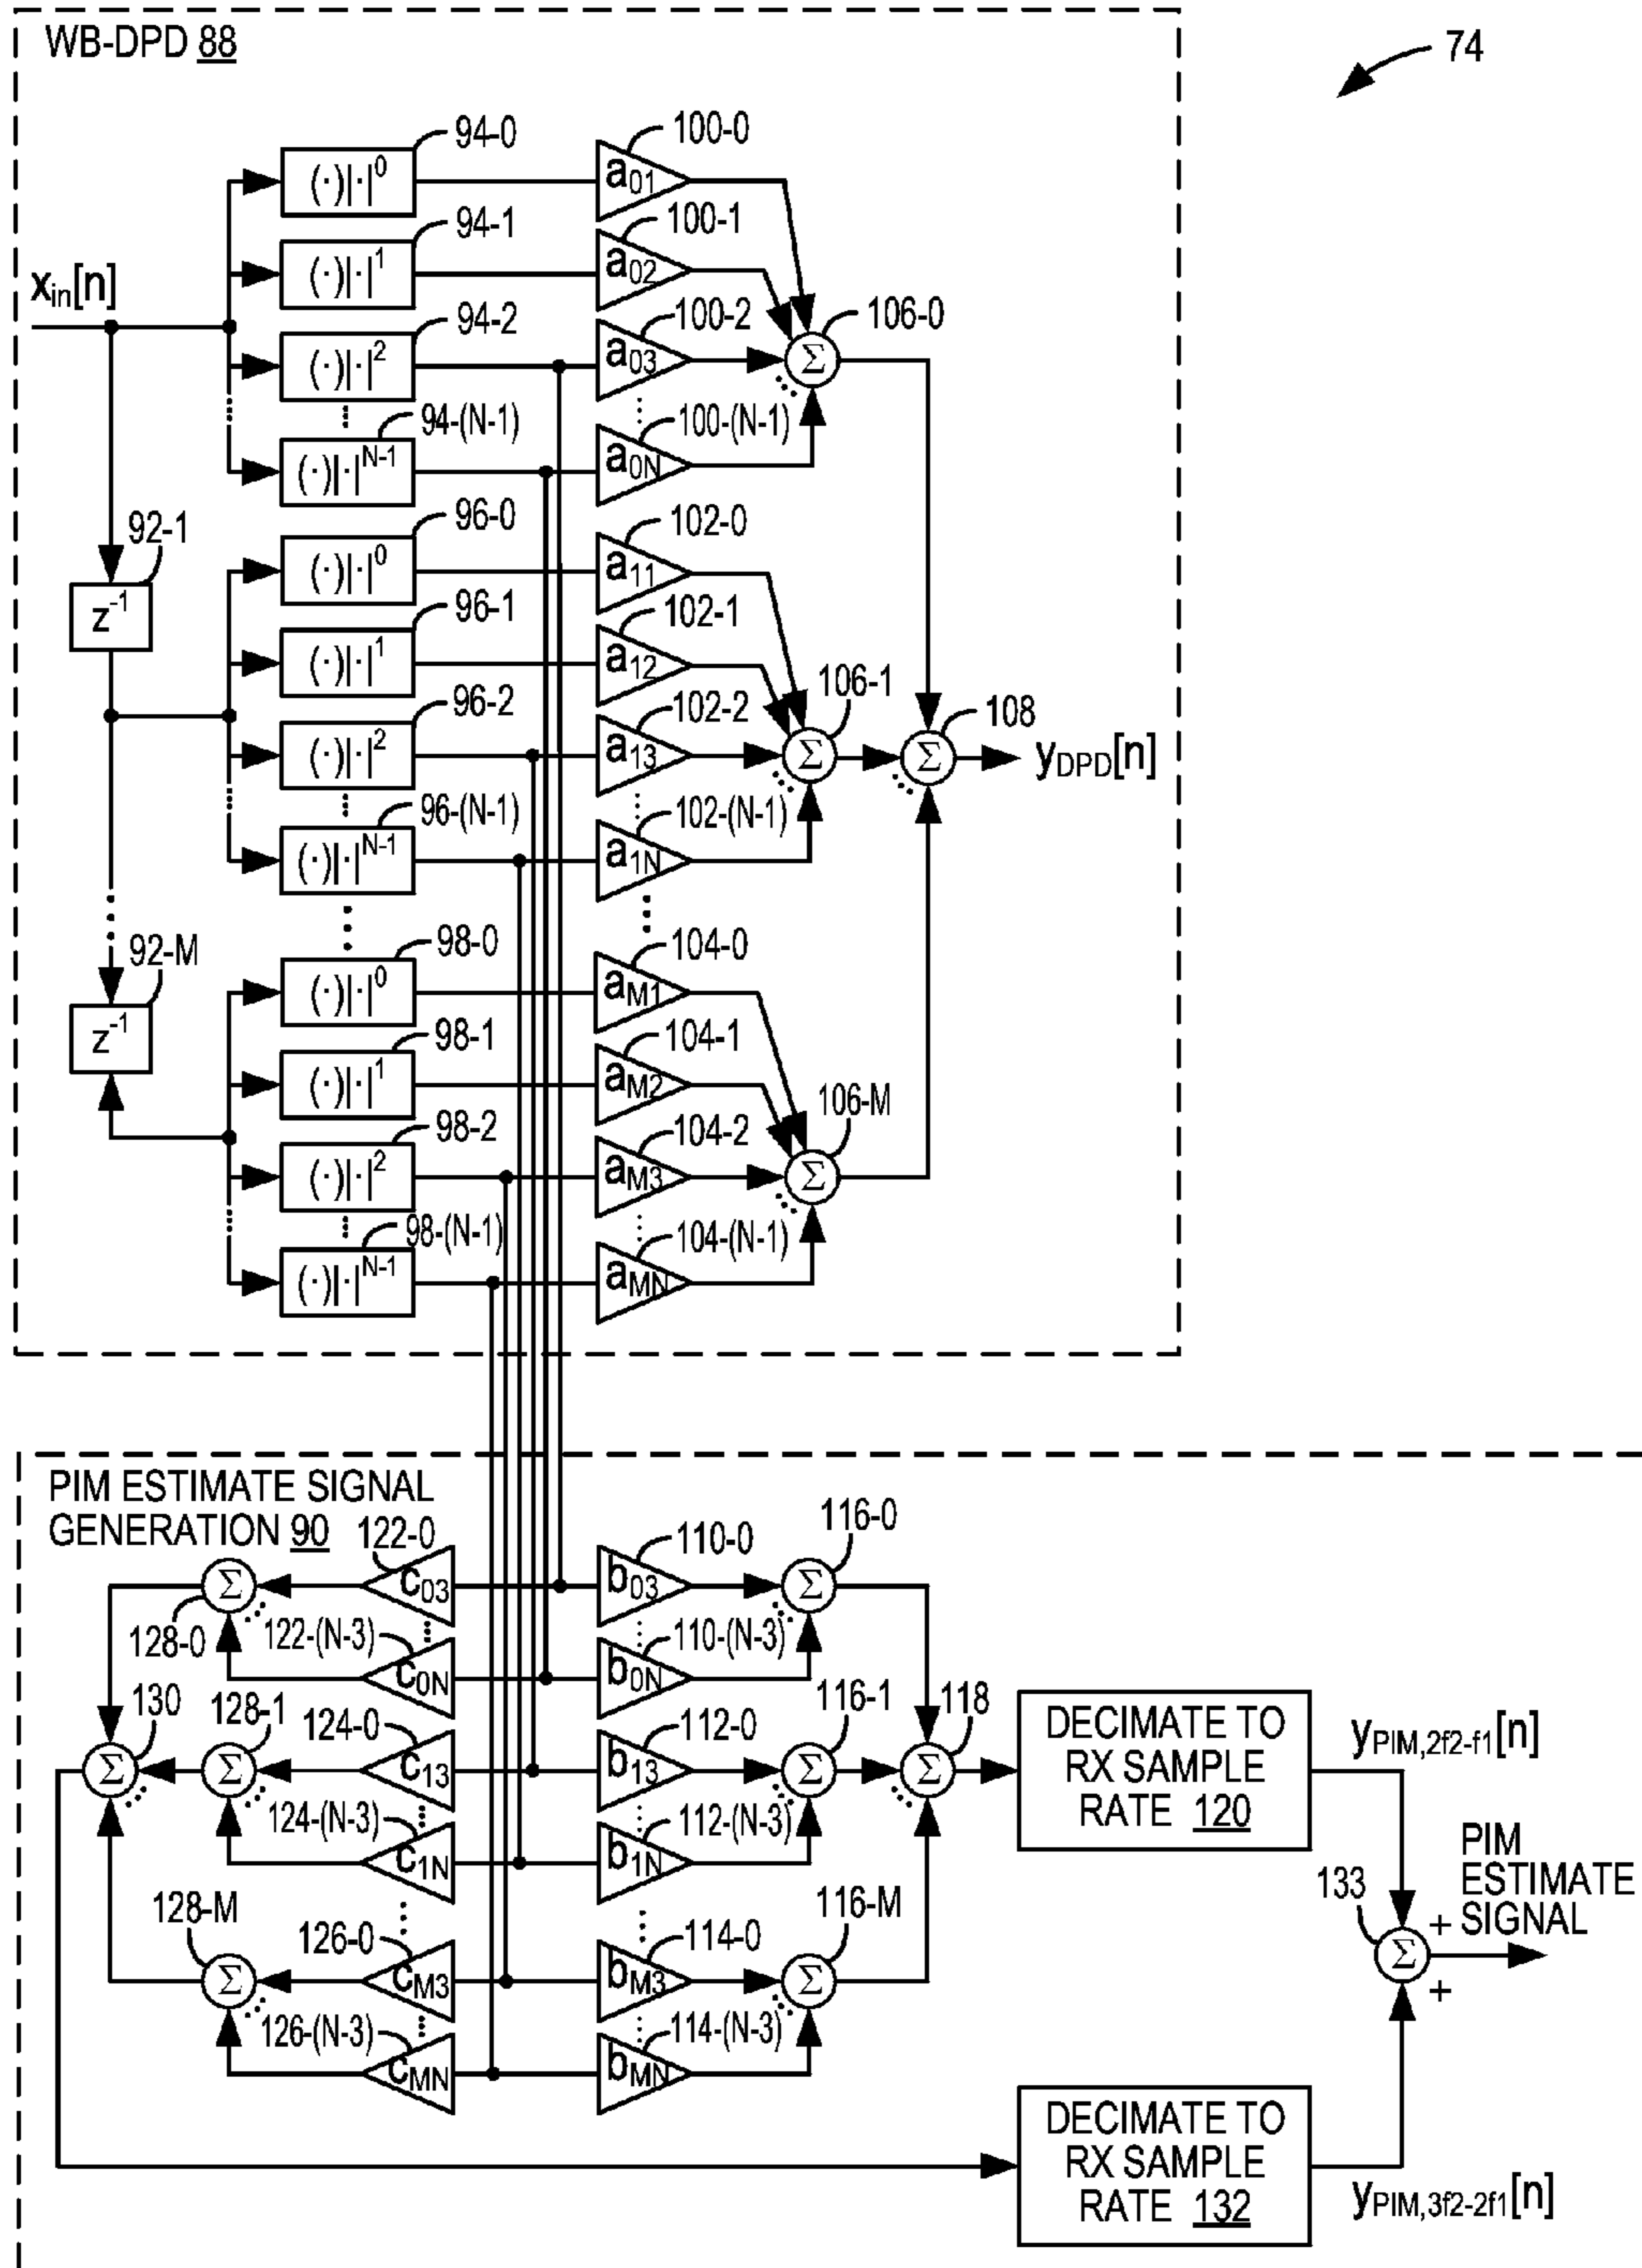 WB-DPD 88
74
94-0
(·)|·|⁰
100-0
a₀₁
94-1
(·)|·|¹
100-1
a₀₂
xᵢₙ[n]
94-2
(·)|·|²
100-2
a₀₃
106-0
Σ
94-(N-1)
(·)|·|ᴺ⁻¹
100-(N-1)
a₀N
92-1
z⁻¹
96-0
(·)|·|⁰
102-0
a₁₁
96-1
(·)|·|¹
102-1
a₁₂
96-2
(·)|·|²
102-2
a₁₃
106-1
Σ
108
Σ
yDPD[n]
96-(N-1)
(·)|·|ᴺ⁻¹
102-(N-1)
a₁N
92-M
z⁻¹
98-0
(·)|·|⁰
104-0
aM1
98-1
(·)|·|¹
104-1
aM2
98-2
(·)|·|²
104-2
aM3
106-M
Σ
98-(N-1)
(·)|·|ᴺ⁻¹
104-(N-1)
aMN
PIM ESTIMATE SIGNAL
GENERATION 90
122-0
c₀₃
110-0
b₀₃
116-0
Σ
128-0
Σ
122-(N-3)
c₀N
110-(N-3)
b₀N
130
Σ
128-1
Σ
124-0
c₁₃
112-0
b₁₃
116-1
Σ
118
Σ
124-(N-3)
c₁N
112-(N-3)
b₁N
128-M
Σ
126-0
cM3
114-0
bM3
116-M
Σ
126-(N-3)
cMN
114-(N-3)
bMN
DECIMATE TO
RX SAMPLE
RATE 120
yPIM,2f2-f1[n]
133
Σ
+
+
PIM
ESTIMATE
SIGNAL
DECIMATE TO
RX SAMPLE
RATE 132
yPIM,3f2-2f1[n]